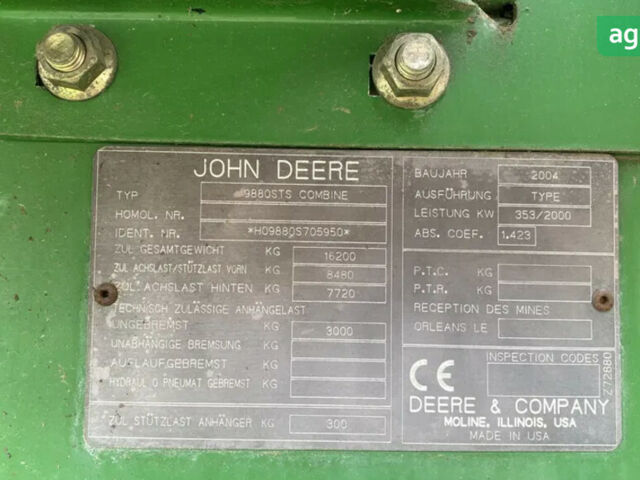 ag
JOHN DEERE
TYP 9880STS COMBINE
HOMOL. NR.
IDENT. NR. *H09880S705950*
ZUL GESAMTGEWICHT KG 16200
ZUL ACHSLAST/STÜTZLAST VORN KG 8480
ZUL ACHSLAST HINTEN KG 7720
TECHNISCH ZULÄSSIGE ANHÄNGELAST
UNGEBREMST KG 3000
UNABHÄNGIGE BREMSUNG KG
AUFLAUFGEBREMST KG
HYDRAUL O PNEUMAT GEBREMST KG
ZUL STÜTZLAST ANHÄNGER KG 300
BAUJAHR 2004
AUSFÜHRUNG TYPE
LEISTUNG KW 353/2000
ABS. COEF. 1.423
P.T.C. KG
P.T.R. KG
RECEPTION DES MINES
ORLEANS LE
CE
INSPECTION CODES
Z72680
DEERE & COMPANY
MOLINE, ILLINOIS, USA
MADE IN USA